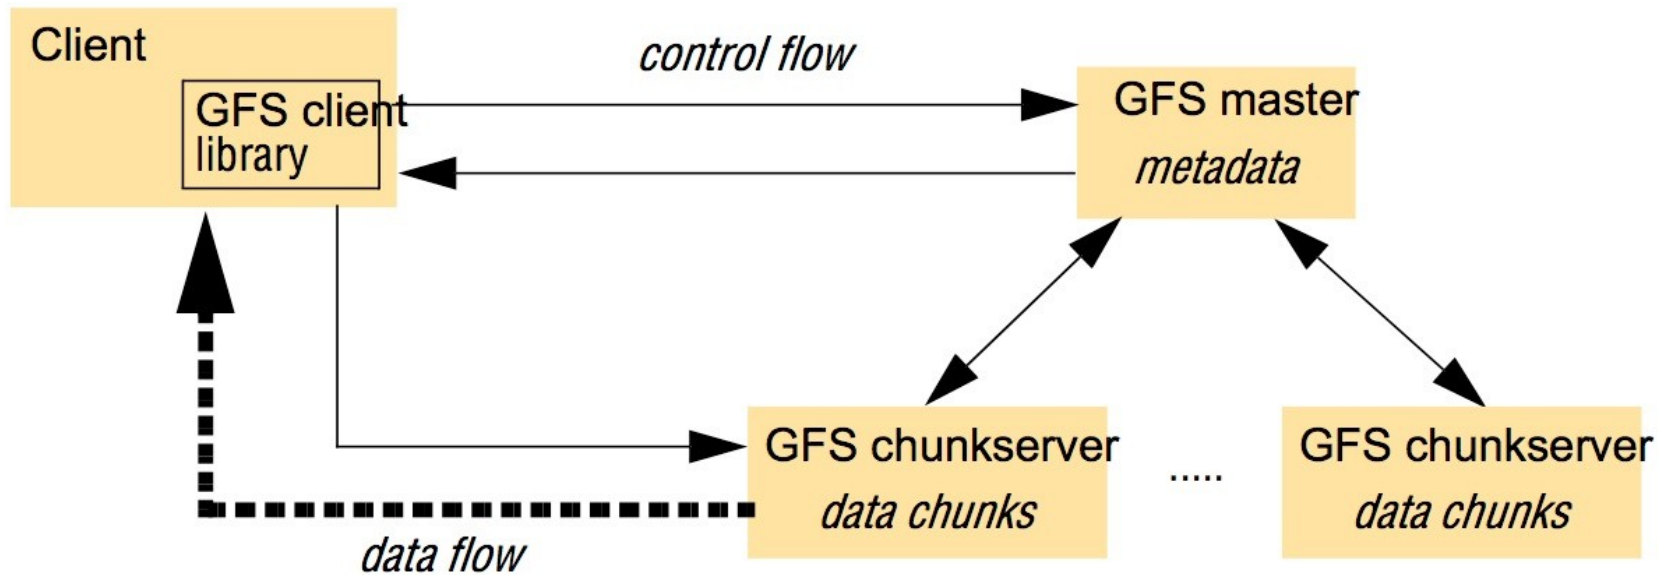 Client
GFS client
library
control flow
GFS master
metadata
GFS chunkserver
data chunks
.....
GFS chunkserver
data chunks
data flow